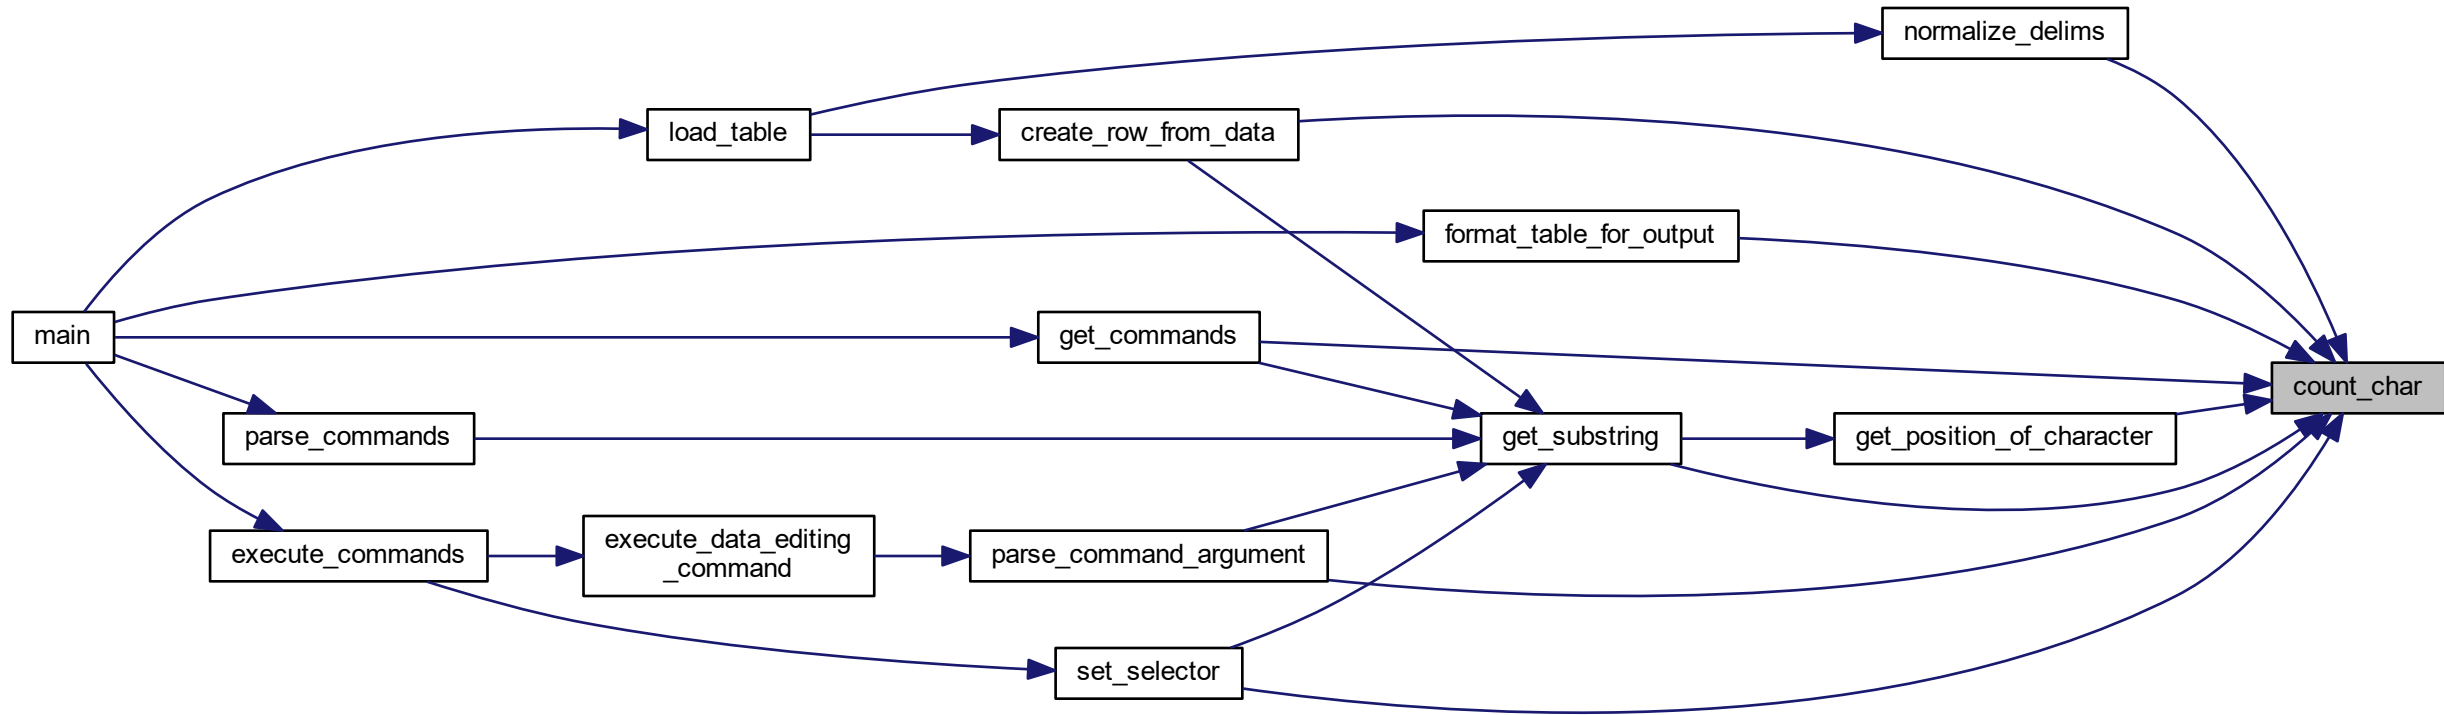 normalize_delims
load_table
create_row_from_data
format_table_for_output
main
get_commands
count_char
parse_commands
get_substring
get_position_of_character
execute_commands
execute_data_editing
_command
parse_command_argument
set_selector